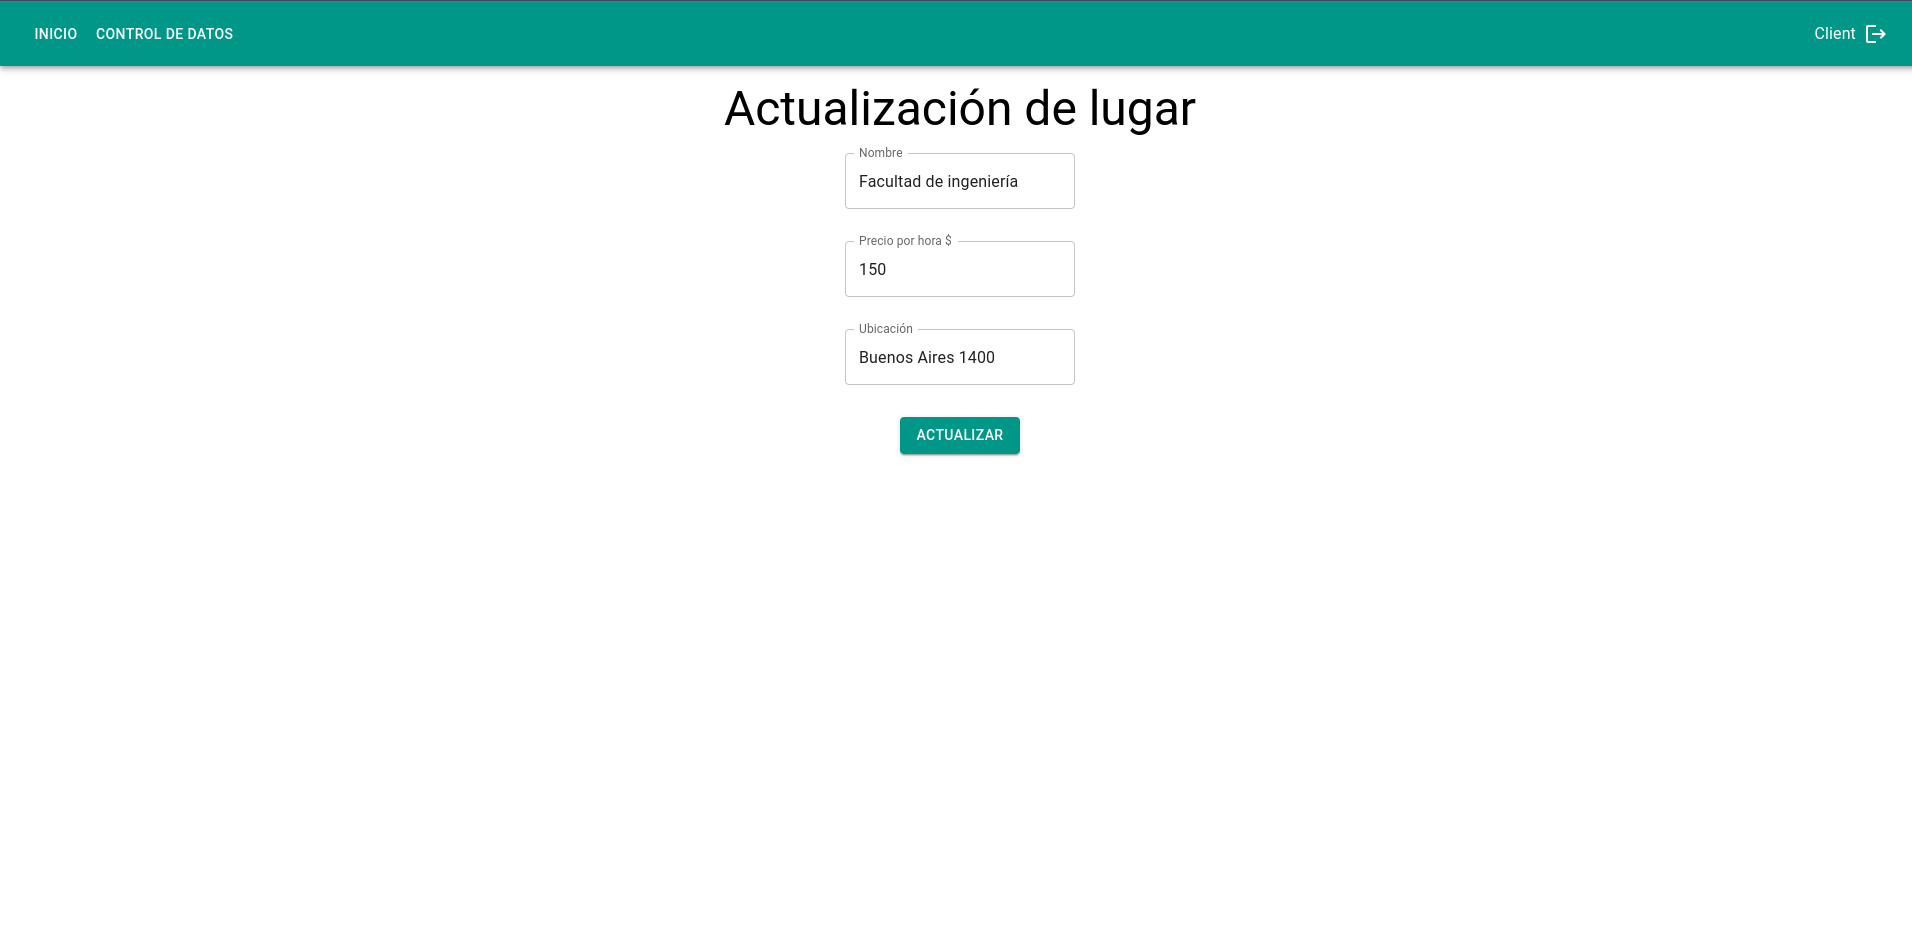 INICIO CONTROL DE DATOS Client
Actualización de lugar
Nombre
Facultad de ingeniería
Precio por hora $
150
Ubicación
Buenos Aires 1400
ACTUALIZAR